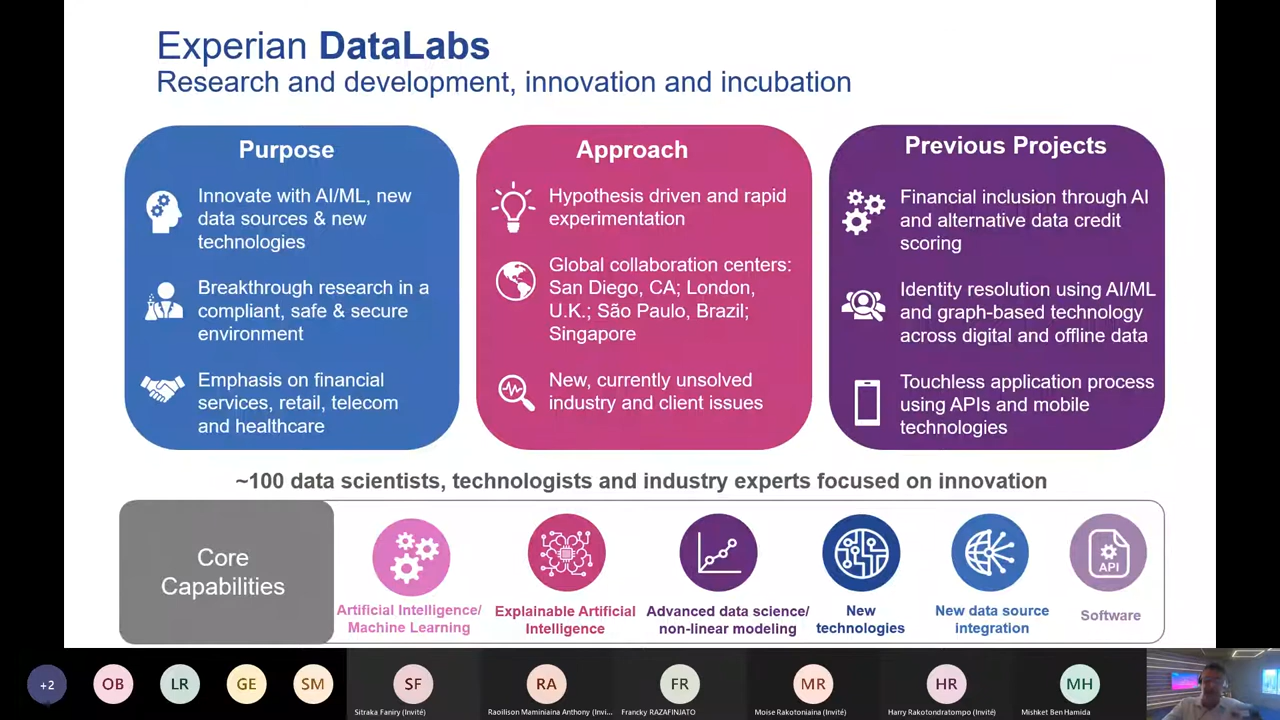 Experian DataLabs
Research and development, innovation and incubation
Purpose
Innovate with AI/ML, new
data sources & new
technologies
Breakthrough research in a
compliant, safe & secure
environment
Emphasis on financial
services, retail, telecom
and healthcare
Approach
Hypothesis driven and rapid
experimentation
Global collaboration centers:
San Diego, CA; London,
U.K.; São Paulo, Brazil;
Singapore
New, currently unsolved
industry and client issues
Previous Projects
Financial inclusion through AI
and alternative data credit
scoring
Identity resolution using AI/ML
and graph-based technology
across digital and offline data
Touchless application process
using APIs and mobile
technologies
~100 data scientists, technologists and industry experts focused on innovation
Core
Capabilities
Artificial Intelligence/
Machine Learning
Explainable Artificial
Intelligence
Advanced data science/
non-linear modeling
New
technologies
New data source
integration
API
Software
+2
OB
LR
GE
SM
SF
Sitraka Faniry (Invité)
RA
Raoilison Maminiaina Anthony (Invi...
FR
Francky RAZAFINJATO
MR
Moise Rakotoniaina (Invité)
HR
Harry Rakotondratompo (Invité)
MH
Mishket Ben Hamida